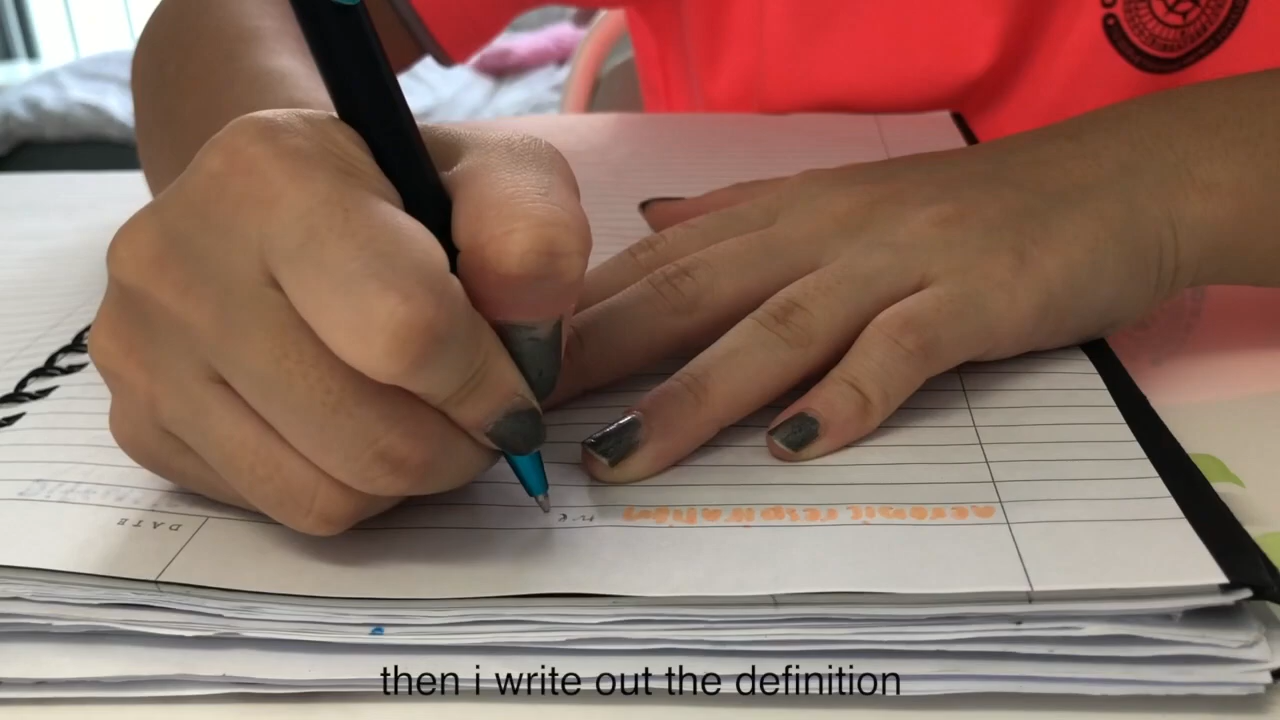 DATE
aerobic respiration
then i write out the definition